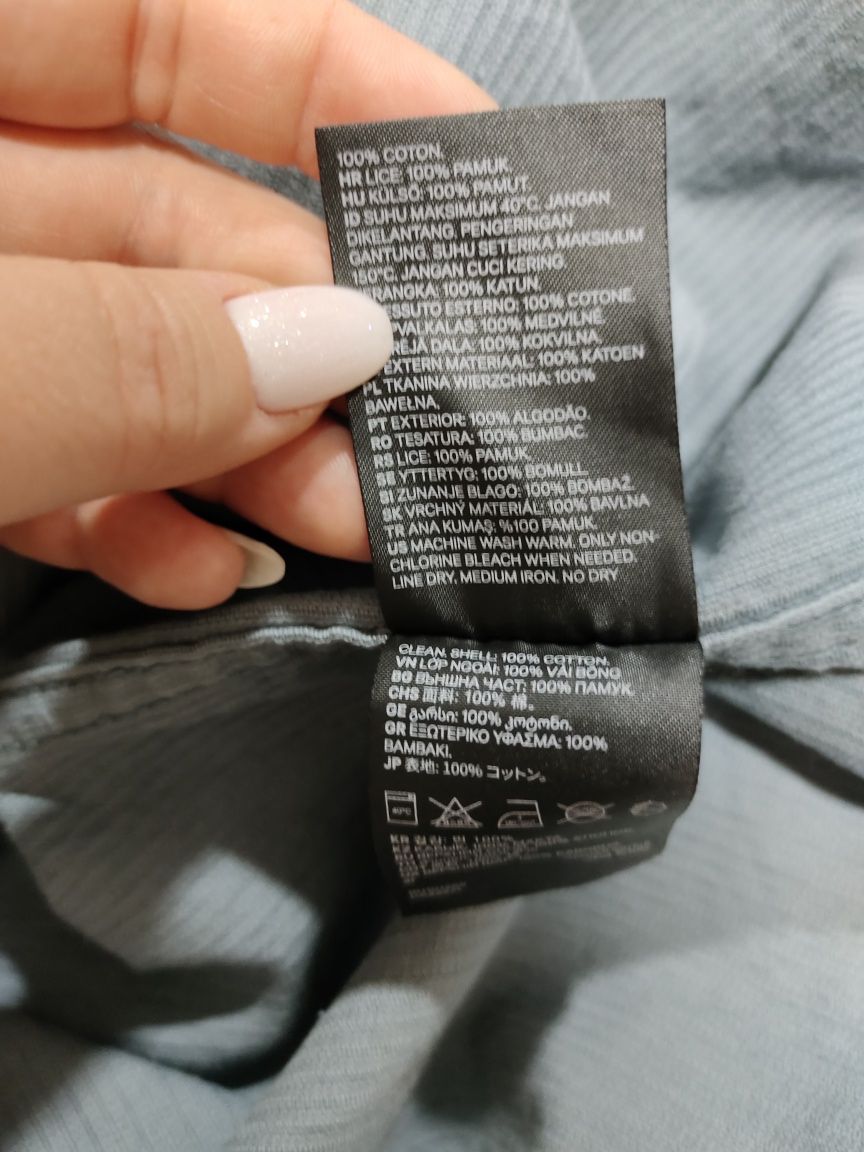 100% COTON.
HR LICE: 100% PAMUK.
HU KÜLSŐ: 100% PAMUT.
ID SUHU MAKSIMUM 40°C. JANGAN
DIKELANTANG. PENGERINGAN
GANTUNG. SUHU SETERIKA MAKSIMUM
150°C. JANGAN CUCI KERING.
RANGKA: 100% KATUN.
ESSUTO ESTERNO: 100% COTONE.
VALKALAS: 100% MEDVILNĖ.
DALA: 100% KOKVILNA.
EXTERN MATERIAAL: 100% KATOEN
PL TKANINA WIERZCHNIA: 100%
BAWEŁNA.
PT EXTERIOR: 100% ALGODÃO.
RO TESATURA: 100% BUMBAC.
RS LICE: 100% PAMUK.
SE YTTERTYG: 100% BOMULL.
SI ZUNANJE BLAGO: 100% BOMBAŽ.
SK VRCHNÝ MATERIÁL: 100% BAVLNA
TR ANA KUMAŞ: %100 PAMUK.
US MACHINE WASH WARM. ONLY NON-
CHLORINE BLEACH WHEN NEEDED.
LINE DRY. MEDIUM IRON. NO DRY
CLEAN. SHELL: 100% COTTON.
VN LỚP NGOÀI: 100% VẢI BÔNG
BG ВЪНШНА ЧАСТ: 100% ПАМУК.
CHS 面料: 100% 棉。
GE გარსი: 100% კოტონი.
GR ΕΞΩΤΕΡΙΚΟ ΥΦΑΣΜΑ: 100%
ΒΑΜΒΑΚΙ.
JP 表地: 100% コットン。
40°C